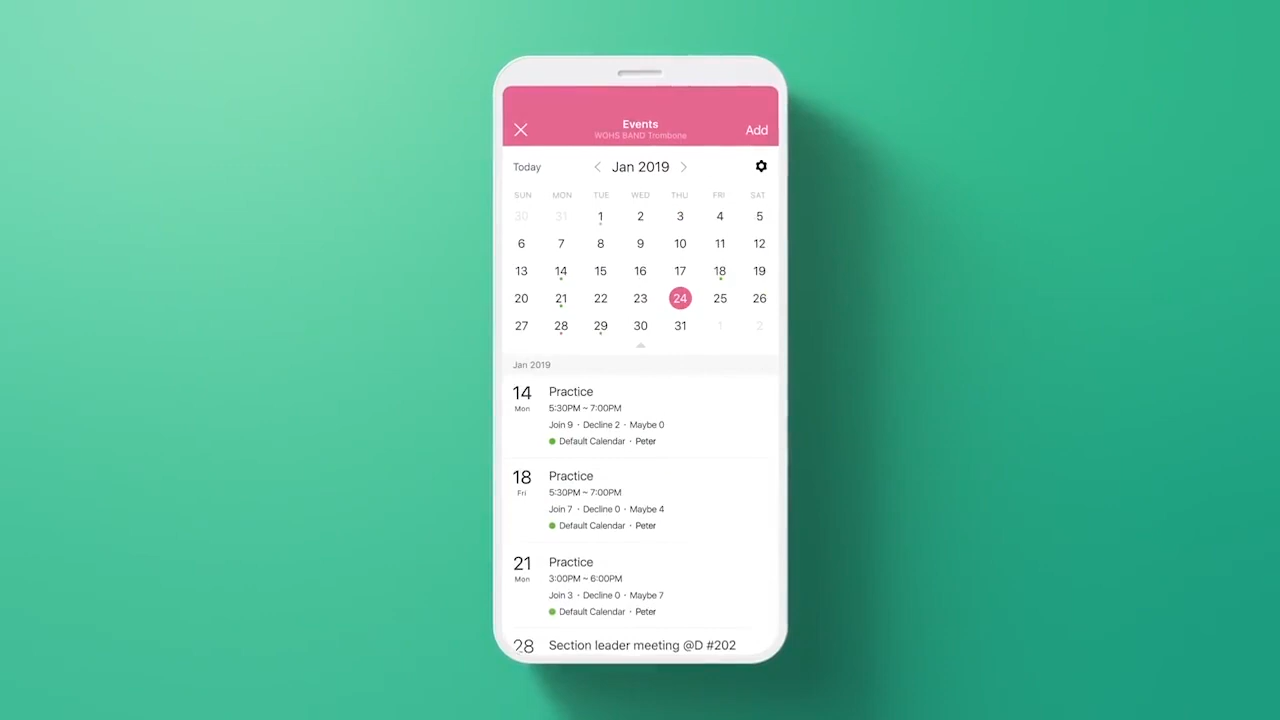 Events
WOHS BAND Trombone
Add
Today
Jan 2019
SUN MON TUE WED THU FRI SAT
30 31 1 2 3 4 5
6 7 8 9 10 11 12
13 14 15 16 17 18 19
20 21 22 23 24 25 26
27 28 29 30 31 1 2
Jan 2019
14 Practice
Mon 5:30PM ~ 7:00PM
Join 9 · Decline 2 · Maybe 0
Default Calendar · Peter
18 Practice
Fri 5:30PM ~ 7:00PM
Join 7 · Decline 0 · Maybe 4
Default Calendar · Peter
21 Practice
Mon 3:00PM ~ 6:00PM
Join 3 · Decline 0 · Maybe 7
Default Calendar · Peter
28 Section leader meeting @D #202